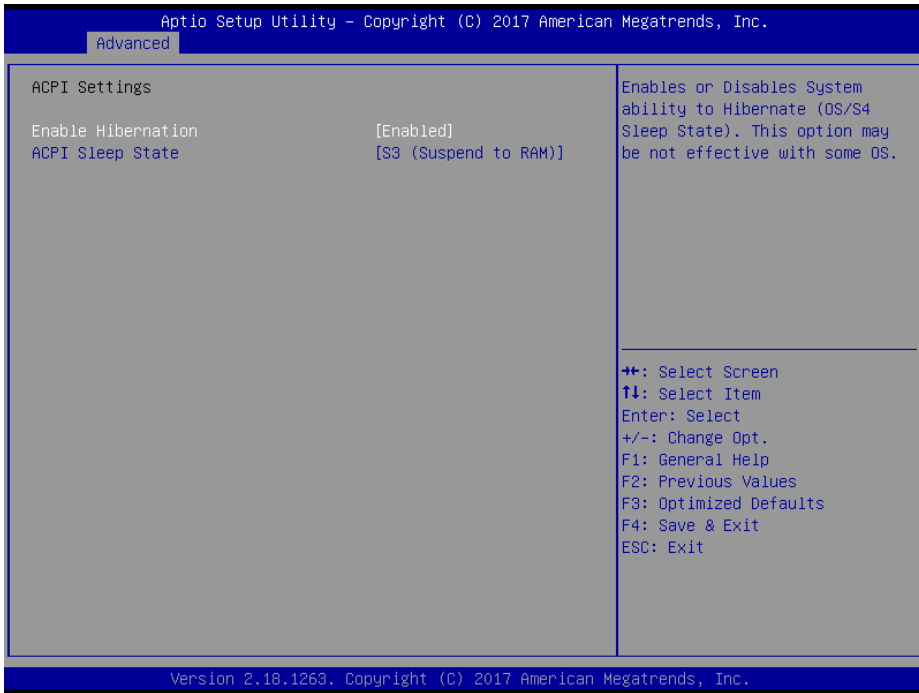 Aptio Setup Utility – Copyright (C) 2017 American Megatrends, Inc.
Advanced
ACPI Settings
Enable Hibernation [Enabled]
ACPI Sleep State [S3 (Suspend to RAM)]
Enables or Disables System
ability to Hibernate (OS/S4
Sleep State). This option may
be not effective with some OS.
→←: Select Screen
↑↓: Select Item
Enter: Select
+/-: Change Opt.
F1: General Help
F2: Previous Values
F3: Optimized Defaults
F4: Save & Exit
ESC: Exit
Version 2.18.1263. Copyright (C) 2017 American Megatrends, Inc.